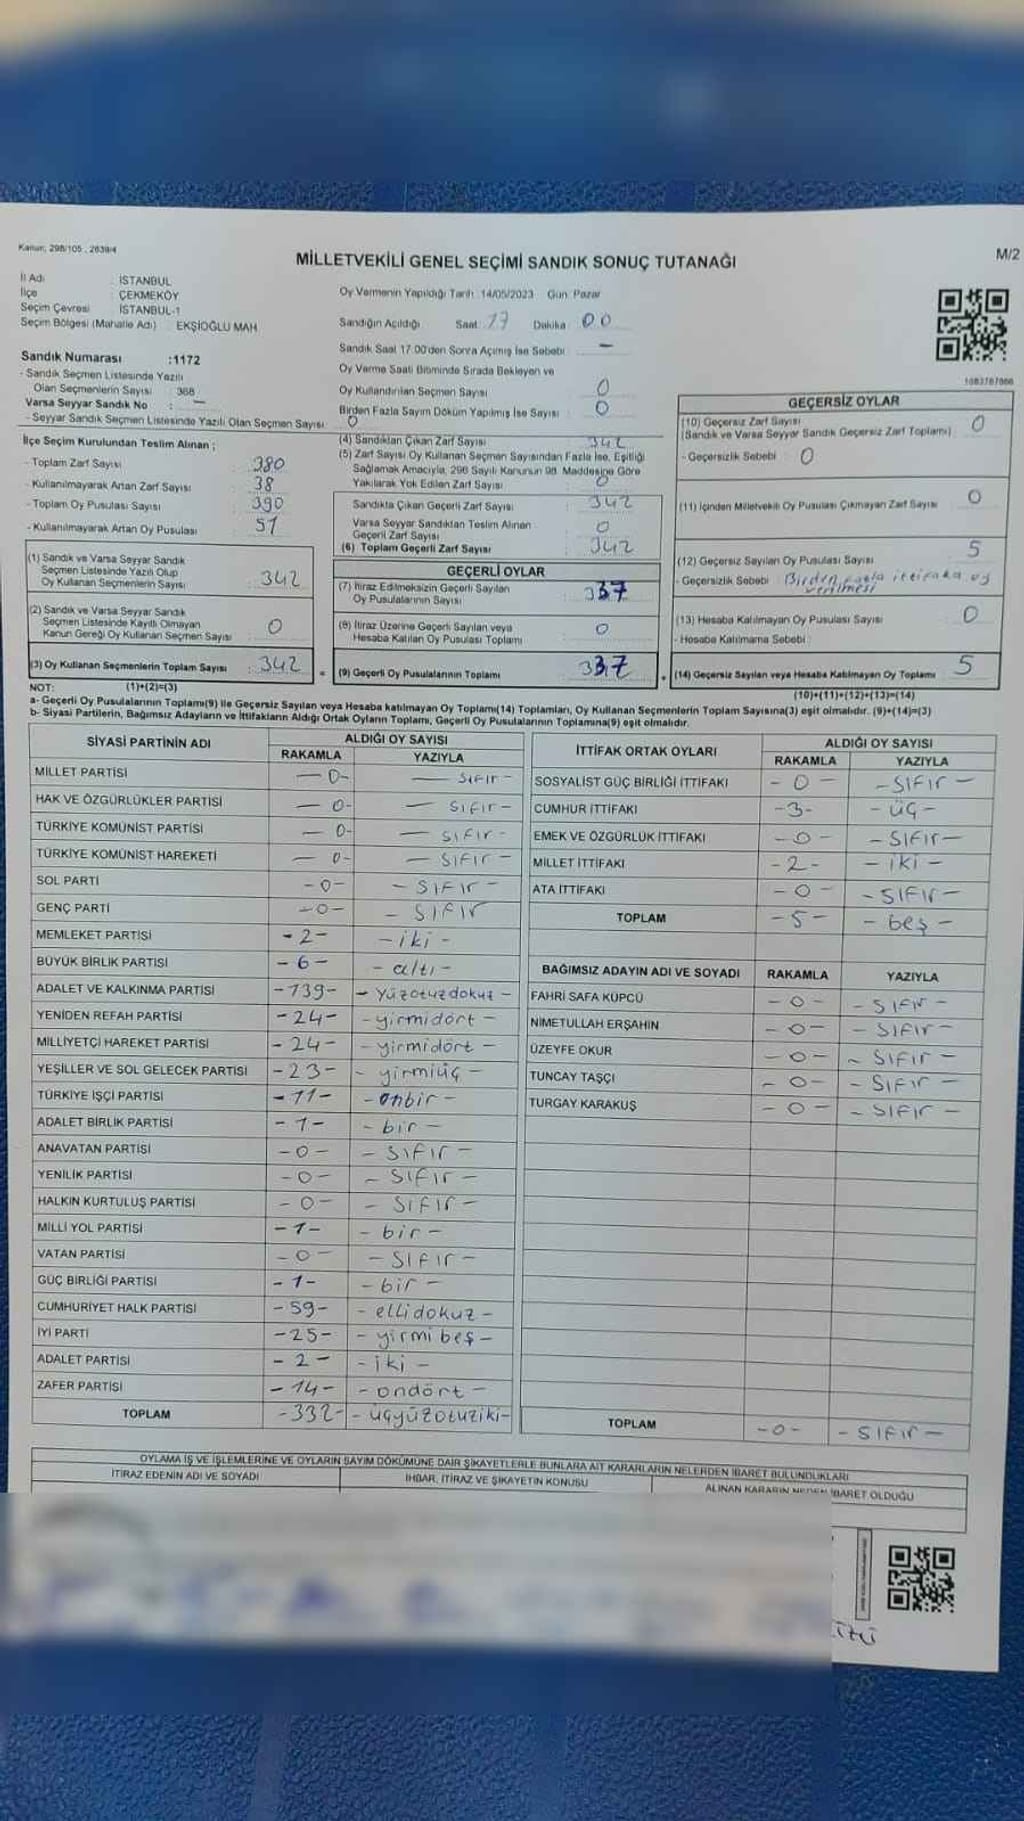 Kanun: 298/105 , 2839/4
MİLLETVEKİLİ GENEL SEÇİMİ SANDIK SONUÇ TUTANAĞI
M/2
İl Adı : İSTANBUL
İlçe : ÇEKMEKÖY
Seçim Çevresi : İSTANBUL-1
Seçim Bölgesi (Mahalle Adı) : EKŞİOĞLU MAH
Sandık Numarası :1172
- Sandık Seçmen Listesinde Yazılı
Olan Seçmenlerin Sayısı : 368
Varsa Seyyar Sandık No : —
- Seyyar Sandık Seçmen Listesinde Yazılı Olan Seçmen Sayısı: 0
Oy Vermenin Yapıldığı Tarih :14/05/2023 Gün: Pazar
Sandığın Açıldığı Saat: 17 Dakika : 00
Sandık Saat 17.00'den Sonra Açılmış İse Sebebi : —
Oy Verme Saati Bitiminde Sırada Bekleyen ve
Oy Kullandırılan Seçmen Sayısı : 0
Birden Fazla Sayım Döküm Yapılmış İse Sayısı : 0
1083767066
İlçe Seçim Kurulundan Teslim Alınan ;
- Toplam Zarf Sayısı : 380
- Kullanılmayarak Artan Zarf Sayısı : 38
- Toplam Oy Pusulası Sayısı : 390
- Kullanılmayarak Artan Oy Pusulası : 51
(1) Sandık ve Varsa Seyyar Sandık
Seçmen Listesinde Yazılı Olup
Oy Kullanan Seçmenlerin Sayısı : 342
(2) Sandık ve Varsa Seyyar Sandık
Seçmen Listesinde Kayıtlı Olmayan
Kanun Gereği Oy Kullanan Seçmen Sayısı : 0
(3) Oy Kullanan Seçmenlerin Toplam Sayısı : 342
(4) Sandıktan Çıkan Zarf Sayısı : 342
(5) Zarf Sayısı Oy Kullanan Seçmen Sayısından Fazla İse, Eşitliği
Sağlamak Amacıyla, 298 Sayılı Kanunun 98. Maddesine Göre
Yakılarak Yok Edilen Zarf Sayısı : 0
Sandıkta Çıkan Geçerli Zarf Sayısı : 342
Varsa Seyyar Sandıktan Teslim Alınan
Geçerli Zarf Sayısı : 0
(6) Toplam Geçerli Zarf Sayısı : 342
GEÇERLİ OYLAR
(7) İtiraz Edilmeksizin Geçerli Sayılan
Oy Pusulalarının Sayısı : 337
(8) İtiraz Üzerine Geçerli Sayılan veya
Hesaba Katılan Oy Pusulası Toplamı : 0
(9) Geçerli Oy Pusulalarının Toplamı : 337
GEÇERSİZ OYLAR
(10) Geçersiz Zarf Sayısı
(Sandık ve Varsa Seyyar Sandık Geçersiz Zarf Toplamı) : 0
- Geçersizlik Sebebi : 0
(11) İçinden Milletvekili Oy Pusulası Çıkmayan Zarf Sayısı : 0
(12) Geçersiz Sayılan Oy Pusulası Sayısı : 5
- Geçersizlik Sebebi : Birden fazla ittifaka oy
verilmesi
(13) Hesaba Katılmayan Oy Pusulası Sayısı : 0
- Hesaba Katılmama Sebebi :
(14) Geçersiz Sayılan veya Hesaba Katılmayan Oy Toplamı : 5
NOT: (1)+(2)=(3) (10)+(11)+(12)+(13)=(14)
a- Geçerli Oy Pusulalarının Toplamı(9) ile Geçersiz Sayılan veya Hesaba katılmayan Oy Toplamı(14) Toplamları, Oy Kullanan Seçmenlerin Toplam Sayısına(3) eşit olmalıdır. (9)+(14)=(3)
b- Siyasi Partilerin, Bağımsız Adayların ve İttifakların Aldığı Ortak Oyların Toplamı, Geçerli Oy Pusulalarının Toplamına(9) eşit olmalıdır.
SİYASİ PARTİNİN ADI ALDIĞI OY SAYISI
RAKAMLA YAZIYLA
MİLLET PARTİSİ — 0 - — SIFIR -
HAK VE ÖZGÜRLÜKLER PARTİSİ — 0 - — SIFIR -
TÜRKİYE KOMÜNİST PARTİSİ — 0 - — SIFIR -
TÜRKİYE KOMÜNİST HAREKETİ — 0 - — SIFIR -
SOL PARTİ - 0 - - SIFIR -
GENÇ PARTİ - 0 - - SIFIR
MEMLEKET PARTİSİ - 2 - - iki -
BÜYÜK BİRLİK PARTİSİ - 6 - - altı -
ADALET VE KALKINMA PARTİSİ - 139 - - yüzotuzdokuz -
YENİDEN REFAH PARTİSİ - 24 - - yirmidört -
MİLLİYETÇİ HAREKET PARTİSİ - 24 - - yirmidört -
YEŞİLLER VE SOL GELECEK PARTİSİ - 23 - - yirmiüç -
TÜRKİYE İŞÇİ PARTİSİ - 11 - - onbir -
ADALET BİRLİK PARTİSİ - 1 - - bir -
ANAVATAN PARTİSİ - 0 - - SIFIR -
YENİLİK PARTİSİ - 0 - - SIFIR -
HALKIN KURTULUŞ PARTİSİ - 0 - - SIFIR -
MİLLİ YOL PARTİSİ - 1 - - bir -
VATAN PARTİSİ - 0 - - SIFIR -
GÜÇ BİRLİĞİ PARTİSİ - 1 - - bir -
CUMHURİYET HALK PARTİSİ - 59 - - ellidokuz -
İYİ PARTİ - 25 - - yirmi beş -
ADALET PARTİSİ - 2 - - iki -
ZAFER PARTİSİ - 14 - - ondört -
TOPLAM - 332 - - üçyüzotuziki -
İTTİFAK ORTAK OYLARI ALDIĞI OY SAYISI
RAKAMLA YAZIYLA
SOSYALİST GÜÇ BİRLİĞİ İTTİFAKI - 0 - - SIFIR -
CUMHUR İTTİFAKI - 3 - - üç -
EMEK VE ÖZGÜRLÜK İTTİFAKI - 0 - - SIFIR -
MİLLET İTTİFAKI - 2 - - iki -
ATA İTTİFAKI - 0 - - SIFIR -
TOPLAM - 5 - - beş -
BAĞIMSIZ ADAYIN ADI VE SOYADI RAKAMLA YAZIYLA
FAHRİ SAFA KÜPCÜ - 0 - - SIFIR -
NİMETULLAH ERŞAHİN - 0 - - SIFIR -
ÜZEYFE OKUR - 0 - - SIFIR -
TUNCAY TAŞÇI - 0 - - SIFIR -
TURGAY KARAKUŞ - 0 - - SIFIR -
TOPLAM - 0 - - SIFIR -
OYLAMA İŞ VE İŞLEMLERİNE VE OYLARIN SAYIM DÖKÜMÜNE DAİR ŞİKAYETLERLE BUNLARA AİT KARARLARIN NELERDEN İBARET BULUNDUKLARI
İTİRAZ EDENİN ADI VE SOYADI İHBAR, İTİRAZ VE ŞİKAYETİN KONUSU ALINAN KARARIN NEDEN İBARET OLDUĞU